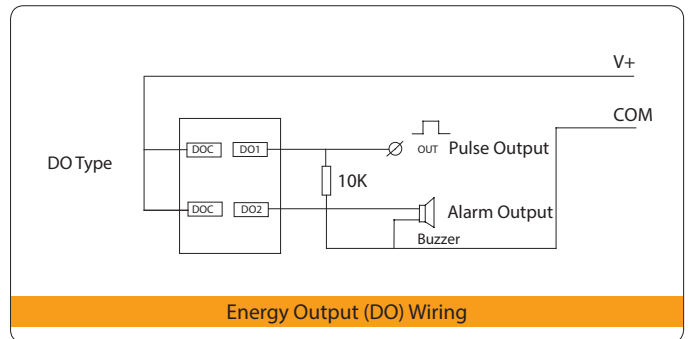 V+
COM
DO Type
DOC DO1
OUT Pulse Output
10K
DOC DO2
Alarm Output
Buzzer
Energy Output (DO) Wiring